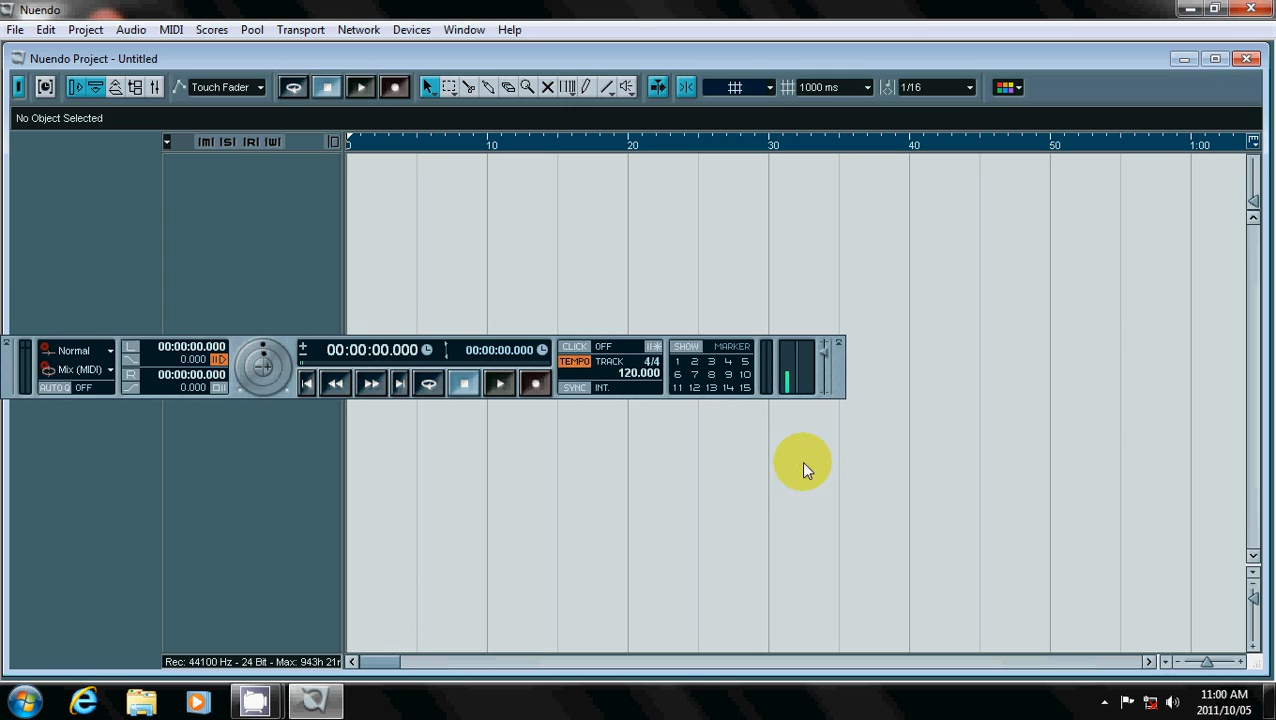 Nuendo
File Edit Project Audio MIDI Scores Pool Transport Network Devices Window Help
Nuendo Project - Untitled
Touch Fader 1000 ms 1/16
No Object Selected
|M| |S| |R| |W|
0 10 20 30 40 50 1:00
Normal
Mix (MIDI)
AUTO Q OFF
L 00:00:00.000
0.000
R 00:00:00.000
0.000
00:00:00.000 00:00:00.000
CLICK OFF
TEMPO TRACK 4/4
120.000
SYNC INT.
SHOW MARKER
1 2 3 4 5
6 7 8 9 10
11 12 13 14 15
Rec: 44100 Hz - 24 Bit - Max: 943h 21
11:00 AM
2011/10/05